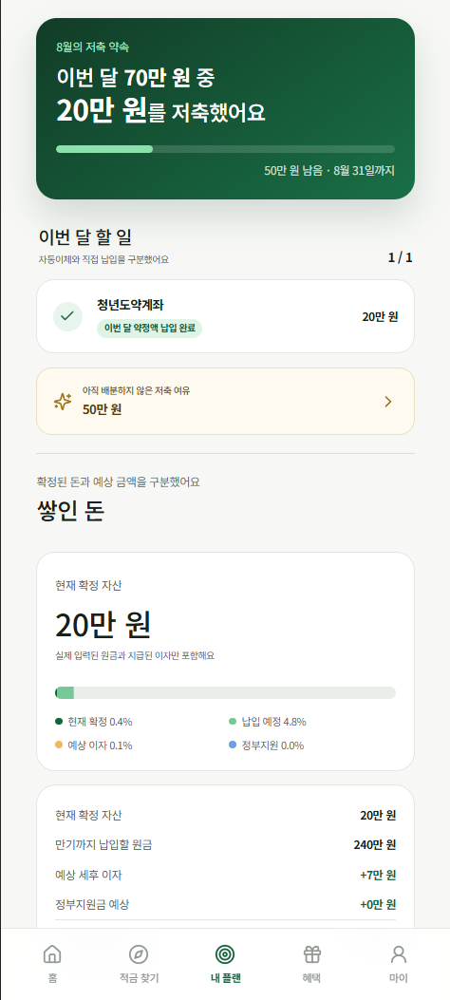 8월의 저축 약속
이번 달 70만 원 중
20만 원를 저축했어요
50만 원 남음 · 8월 31일까지
이번 달 할 일
자동이체와 직접 납입을 구분했어요
1 / 1
청년도약계좌
이번 달 약정액 납입 완료
20만 원
아직 배분하지 않은 저축 여유
50만 원
확정된 돈과 예상 금액을 구분했어요
쌓인 돈
현재 확정 자산
20만 원
실제 입력된 원금과 지급된 이자만 포함해요
현재 확정 0.4%
납입 예정 4.8%
예상 이자 0.1%
정부지원 0.0%
현재 확정 자산 20만 원
만기까지 납입할 원금 240만 원
예상 세후 이자 +7만 원
정부지원금 예상 +0만 원
홈 적금 찾기 내 플랜 혜택 마이